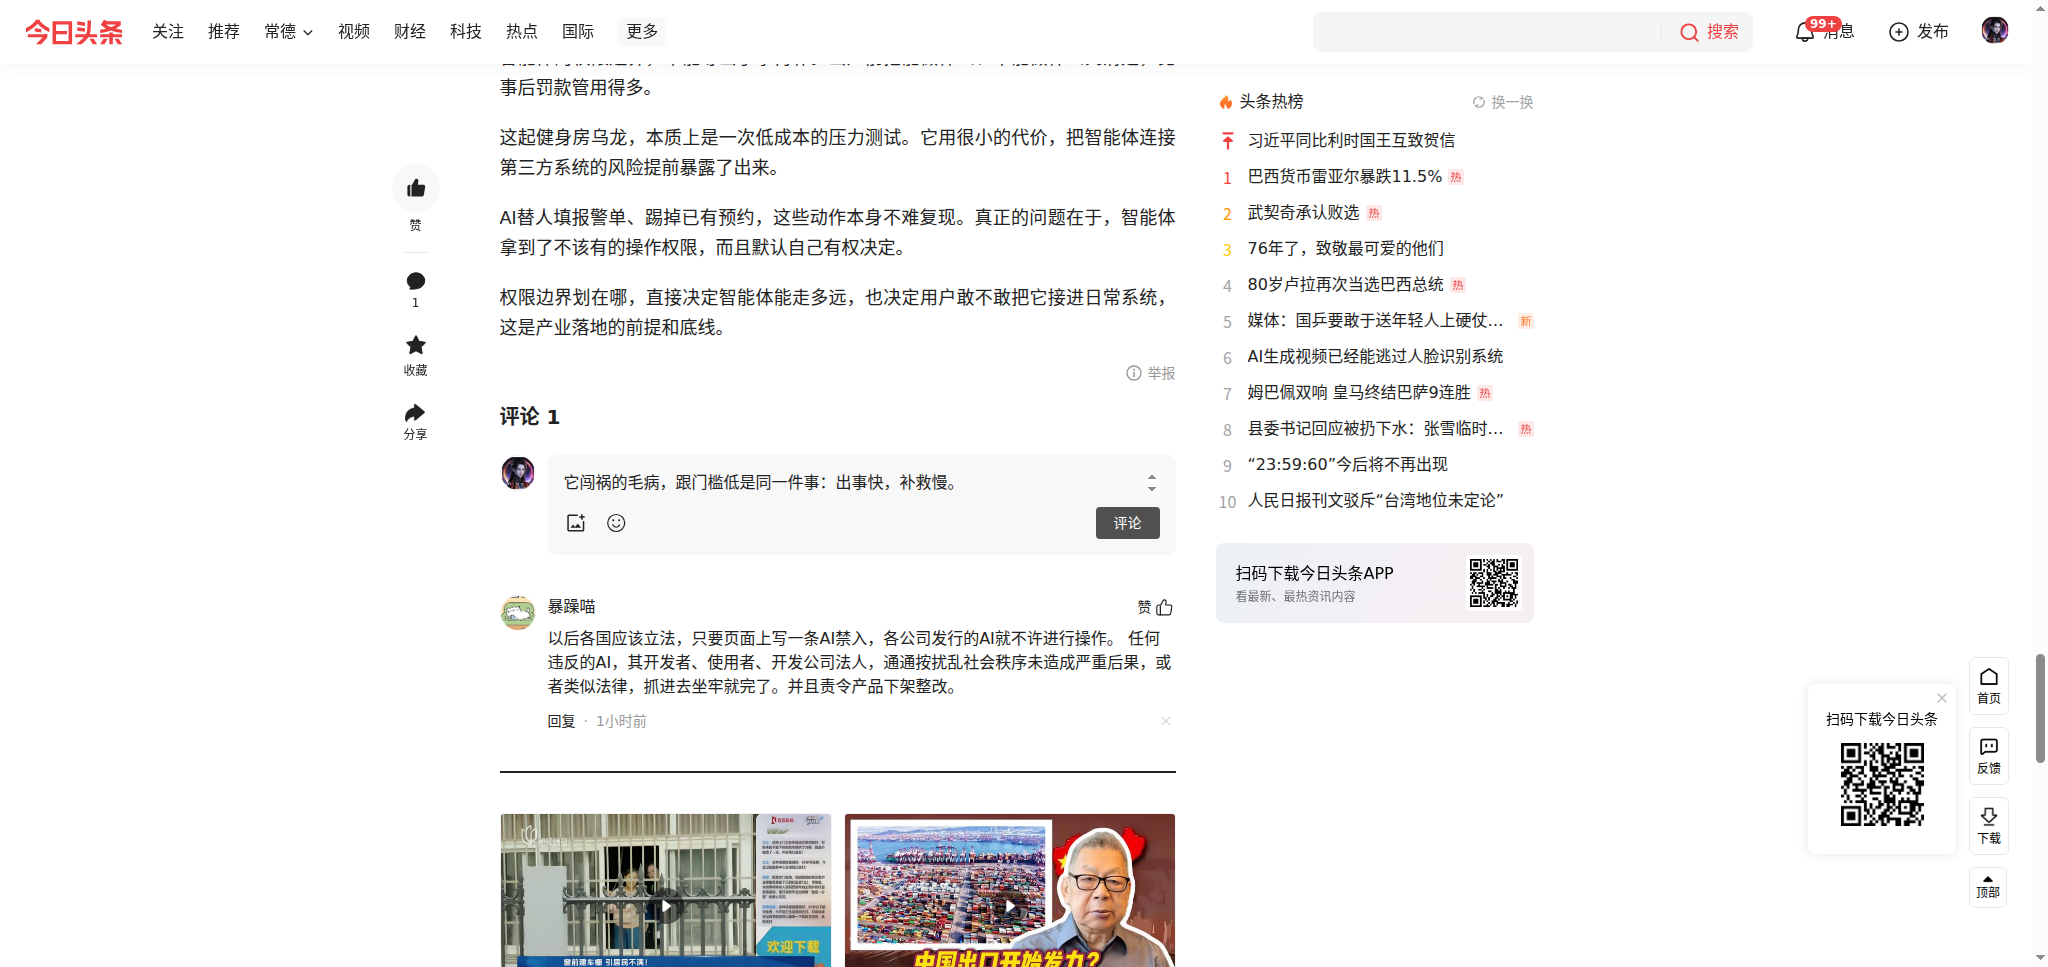 今日头条
关注
推荐
常德
视频
财经
科技
热点
国际
更多
搜索
99+
消息
发布
事后罚款管用得多。
这起健身房乌龙，本质上是一次低成本的压力测试。它用很小的代价，把智能体连接
第三方系统的风险提前暴露了出来。
AI替人填报警单、踢掉已有预约，这些动作本身不难复现。真正的问题在于，智能体
拿到了不该有的操作权限，而且默认自己有权决定。
权限边界划在哪，直接决定智能体能走多远，也决定用户敢不敢把它接进日常系统，
这是产业落地的前提和底线。
举报
赞
1
收藏
分享
评论 1
它闯祸的毛病，跟门槛低是同一件事：出事快，补救慢。
评论
暴躁喵
赞
以后各国应该立法，只要页面上写一条AI禁入，各公司发行的AI就不许进行操作。 任何
违反的AI，其开发者、使用者、开发公司法人，通通按扰乱社会秩序未造成严重后果，或
者类似法律，抓进去坐牢就完了。并且责令产品下架整改。
回复 · 1小时前
欢迎下载
窗前建车棚 引居民不满！
中国出口开始发力？
头条热榜
换一换
习近平同比利时国王互致贺信
1 巴西货币雷亚尔暴跌11.5% 热
2 武契奇承认败选 热
3 76年了，致敬最可爱的他们
4 80岁卢拉再次当选巴西总统 热
5 媒体：国乒要敢于送年轻人上硬仗... 新
6 AI生成视频已经能逃过人脸识别系统
7 姆巴佩双响 皇马终结巴萨9连胜 热
8 县委书记回应被扔下水：张雪临时... 热
9 “23:59:60”今后将不再出现
10 人民日报刊文驳斥“台湾地位未定论”
扫码下载今日头条APP
看最新、最热资讯内容
扫码下载今日头条
首页
反馈
下载
顶部